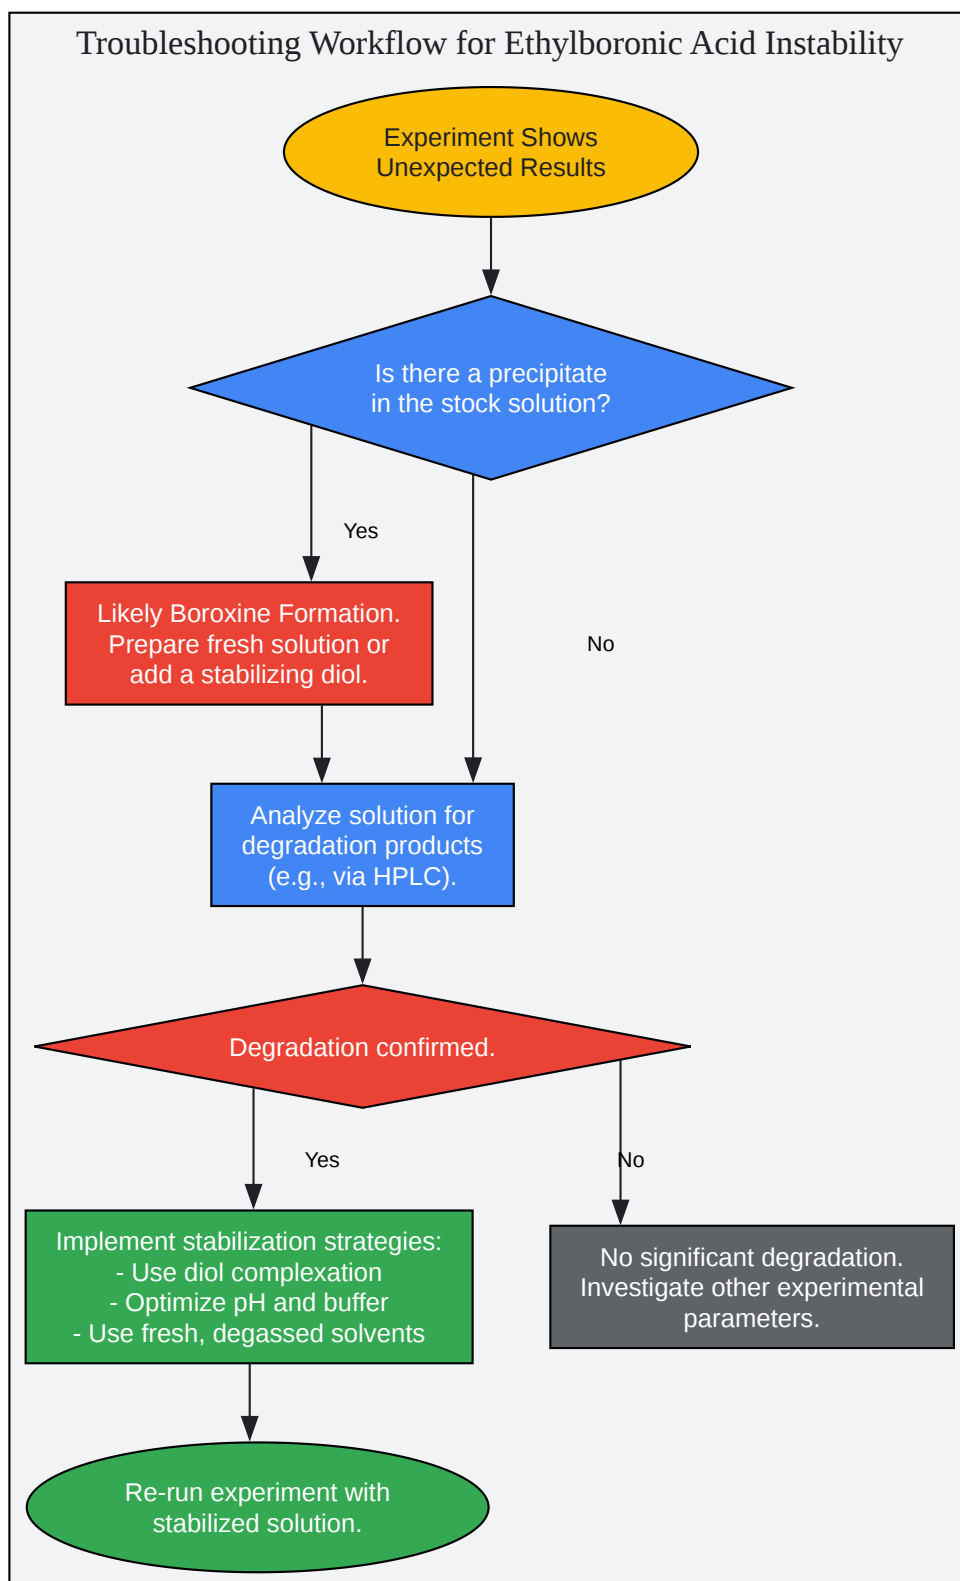 Troubleshooting Workflow for Ethylboronic Acid Instability
Experiment Shows
Unexpected Results
Is there a precipitate
in the stock solution?
Yes
Likely Boroxine Formation.
Prepare fresh solution or
add a stabilizing diol.
No
Analyze solution for
degradation products
(e.g., via HPLC).
Degradation confirmed.
Yes
No
Implement stabilization strategies:
- Use diol complexation
- Optimize pH and buffer
- Use fresh, degassed solvents
No significant degradation.
Investigate other experimental
parameters.
Re-run experiment with
stabilized solution.